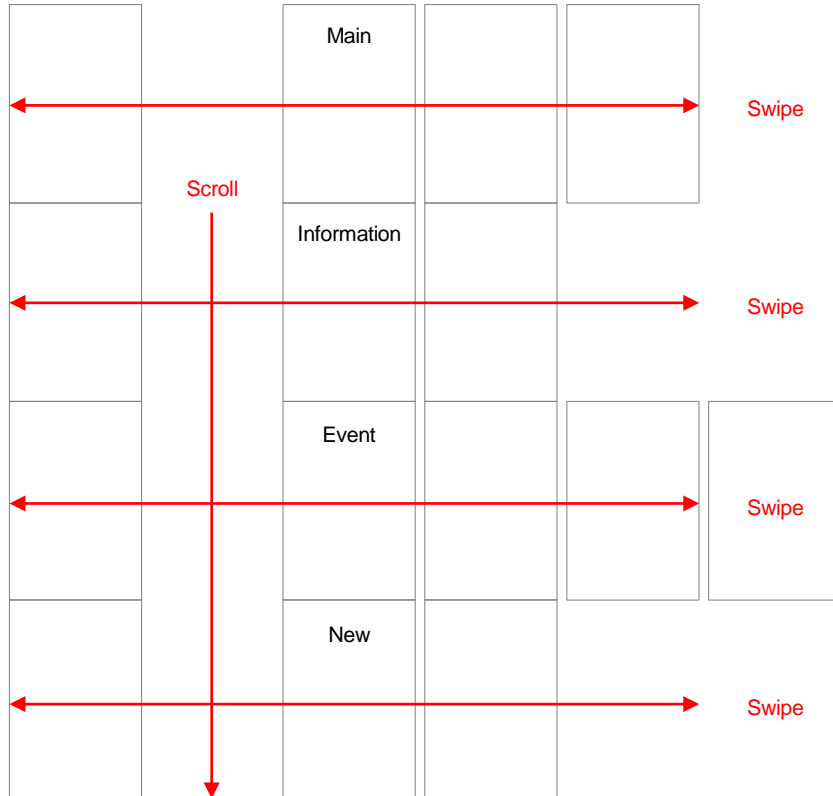 Main
Swipe
Scroll
Information
Swipe
Event
Swipe
New
Swipe